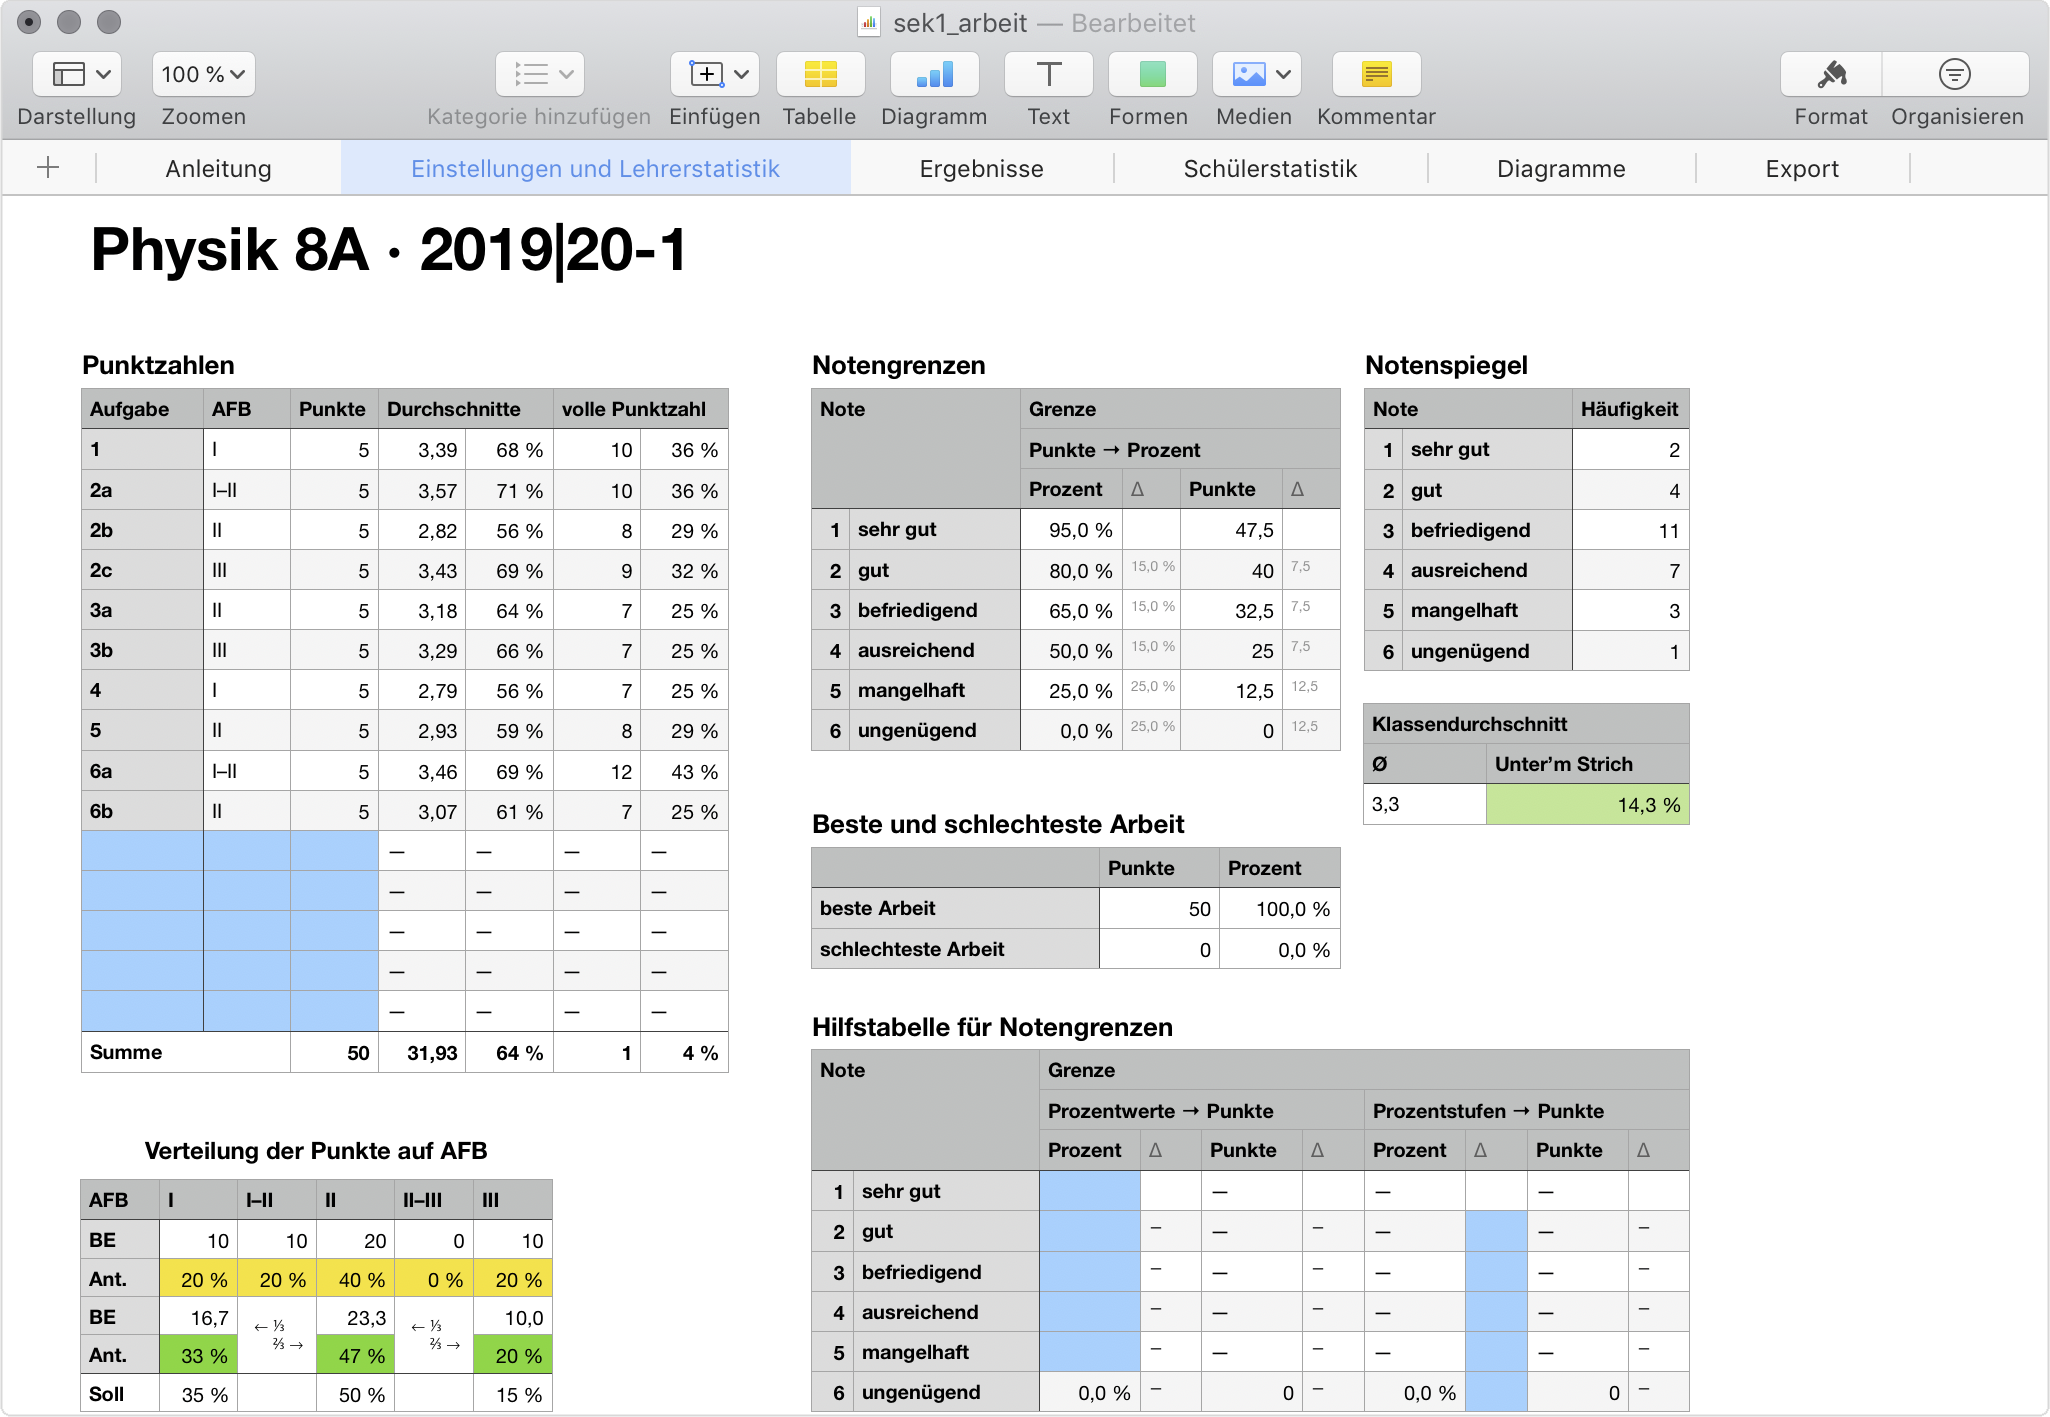 sek1_arbeit — Bearbeitet
100 %
Darstellung Zoomen Kategorie hinzufügen Einfügen Tabelle Diagramm Text Formen Medien Kommentar Format Organisieren
Anleitung Einstellungen und Lehrerstatistik Ergebnisse Schülerstatistik Diagramme Export
Physik 8A · 2019|20-1
Punktzahlen
Aufgabe AFB Punkte Durchschnitte volle Punktzahl
1 I 5 3,39 68 % 10 36 %
2a I–II 5 3,57 71 % 10 36 %
2b II 5 2,82 56 % 8 29 %
2c III 5 3,43 69 % 9 32 %
3a II 5 3,18 64 % 7 25 %
3b III 5 3,29 66 % 7 25 %
4 I 5 2,79 56 % 7 25 %
5 II 5 2,93 59 % 8 29 %
6a I–II 5 3,46 69 % 12 43 %
6b II 5 3,07 61 % 7 25 %
— — — —
— — — —
— — — —
— — — —
— — — —
Summe 50 31,93 64 % 1 4 %
Verteilung der Punkte auf AFB
AFB I I–II II II–III III
BE 10 10 20 0 10
Ant. 20 % 20 % 40 % 0 % 20 %
BE 16,7 ← ⅓ 23,3 ← ⅓ 10,0
⅔ → ⅔ →
Ant. 33 % 47 % 20 %
Soll 35 % 50 % 15 %
Notengrenzen
Note Grenze
Punkte → Prozent
Prozent Δ Punkte Δ
1 sehr gut 95,0 % 47,5
2 gut 80,0 % 15,0 % 40 7,5
3 befriedigend 65,0 % 15,0 % 32,5 7,5
4 ausreichend 50,0 % 15,0 % 25 7,5
5 mangelhaft 25,0 % 25,0 % 12,5 12,5
6 ungenügend 0,0 % 25,0 % 0 12,5
Notenspiegel
Note Häufigkeit
1 sehr gut 2
2 gut 4
3 befriedigend 11
4 ausreichend 7
5 mangelhaft 3
6 ungenügend 1
Klassendurchschnitt
Ø Unter’m Strich
3,3 14,3 %
Beste und schlechteste Arbeit
Punkte Prozent
beste Arbeit 50 100,0 %
schlechteste Arbeit 0 0,0 %
Hilfstabelle für Notengrenzen
Note Grenze
Prozentwerte → Punkte Prozentstufen → Punkte
Prozent Δ Punkte Δ Prozent Δ Punkte Δ
1 sehr gut — — —
2 gut – — – — — –
3 befriedigend – — – — — –
4 ausreichend – — – — — –
5 mangelhaft – — – — — –
6 ungenügend 0,0 % – 0 – 0,0 % 0 –